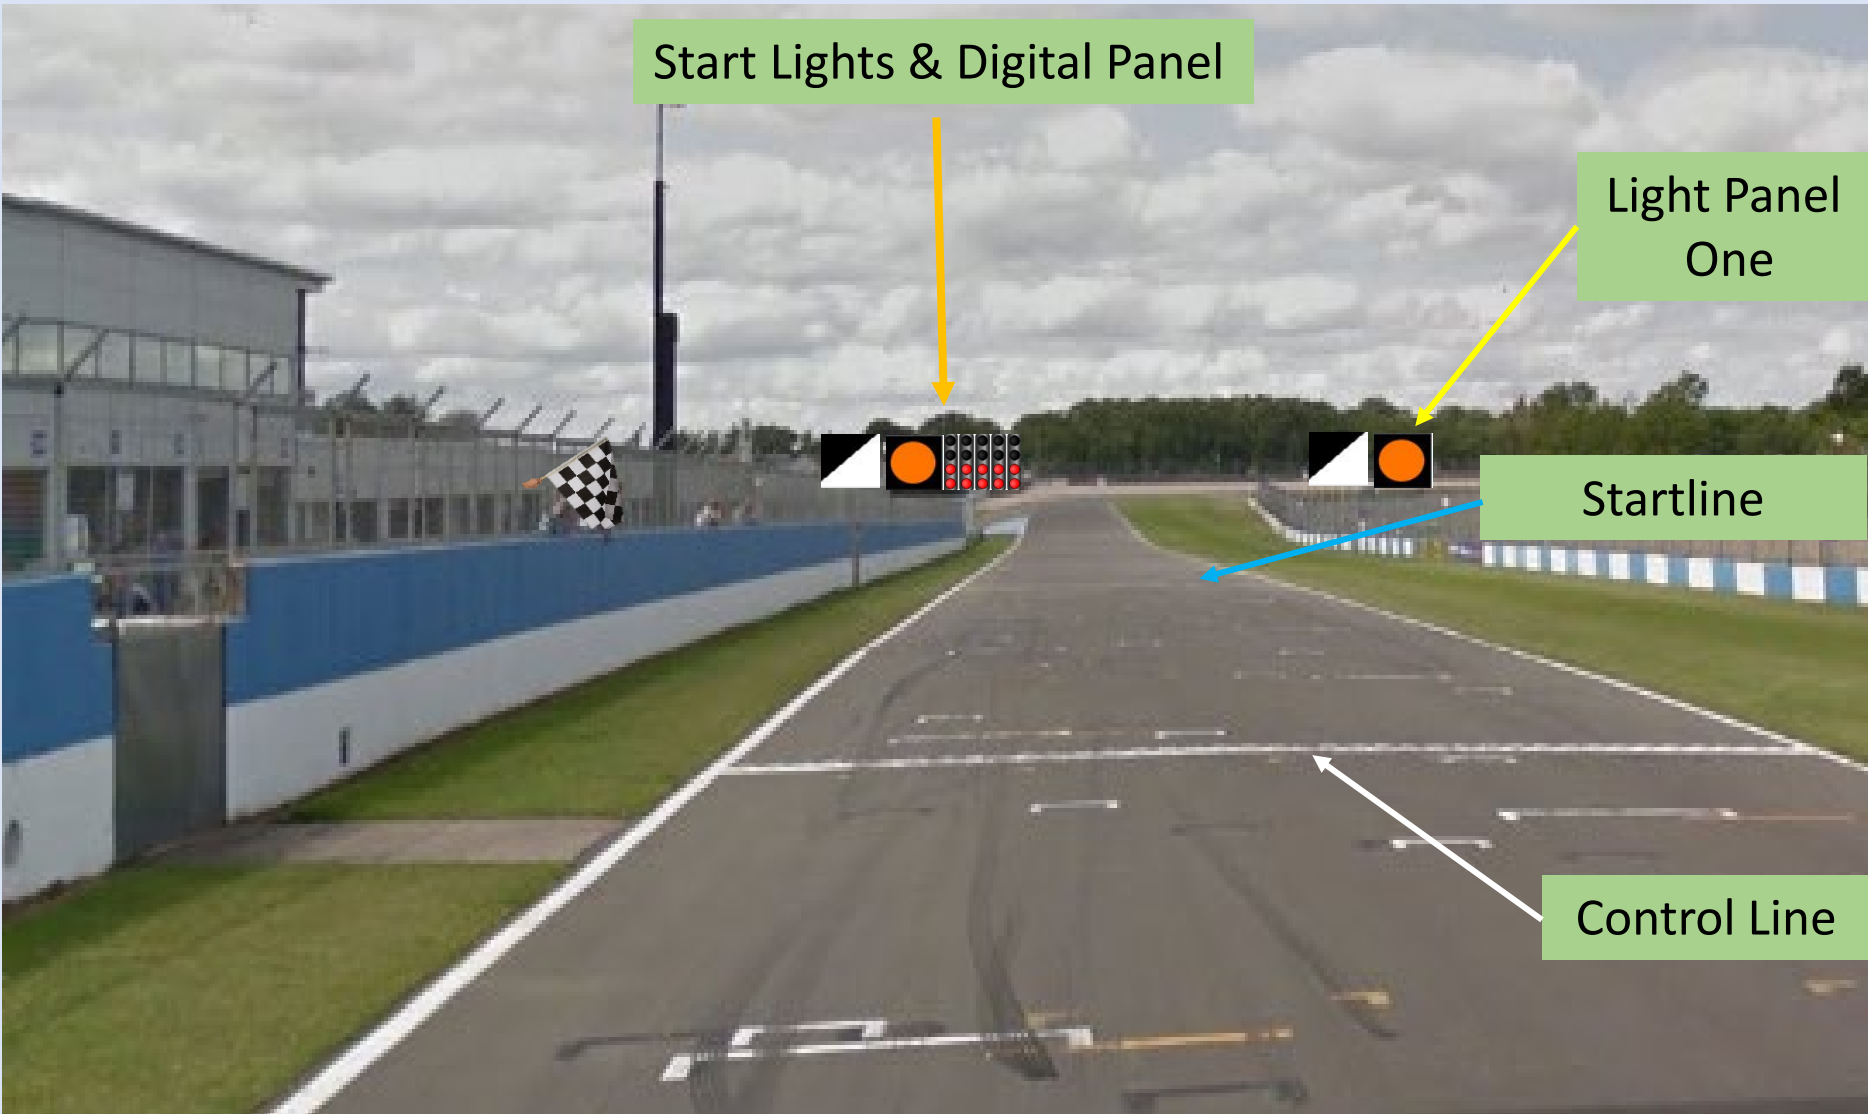 Start Lights & Digital Panel
Light Panel
One
Startline
Control Line